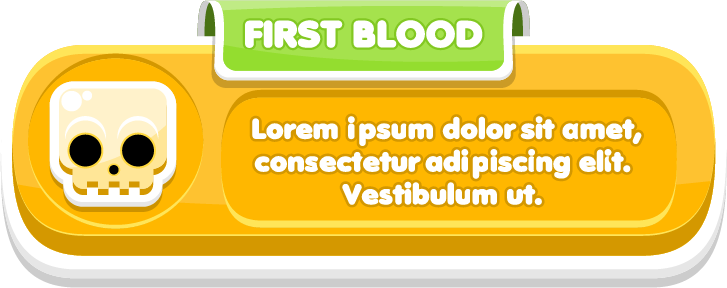 FIRST BLOOD
Lorem ipsum dolor sit amet,
consectetur adipiscing elit.
Vestibulum ut.